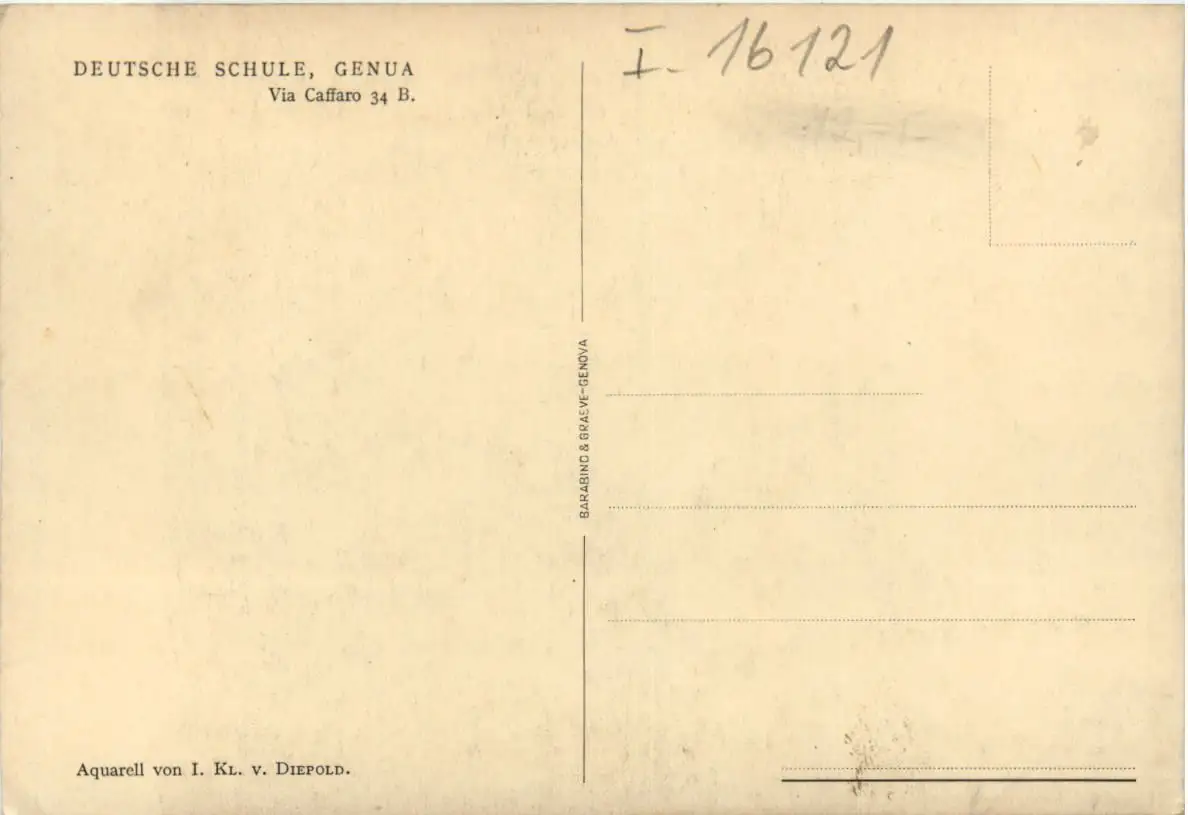 DEUTSCHE SCHULE, GENUA
Via Caffaro 34 B.
I-16121
BARABINO & GRAEVE-GENOVA
Aquarell von I. KL. V. DIEPOLD.